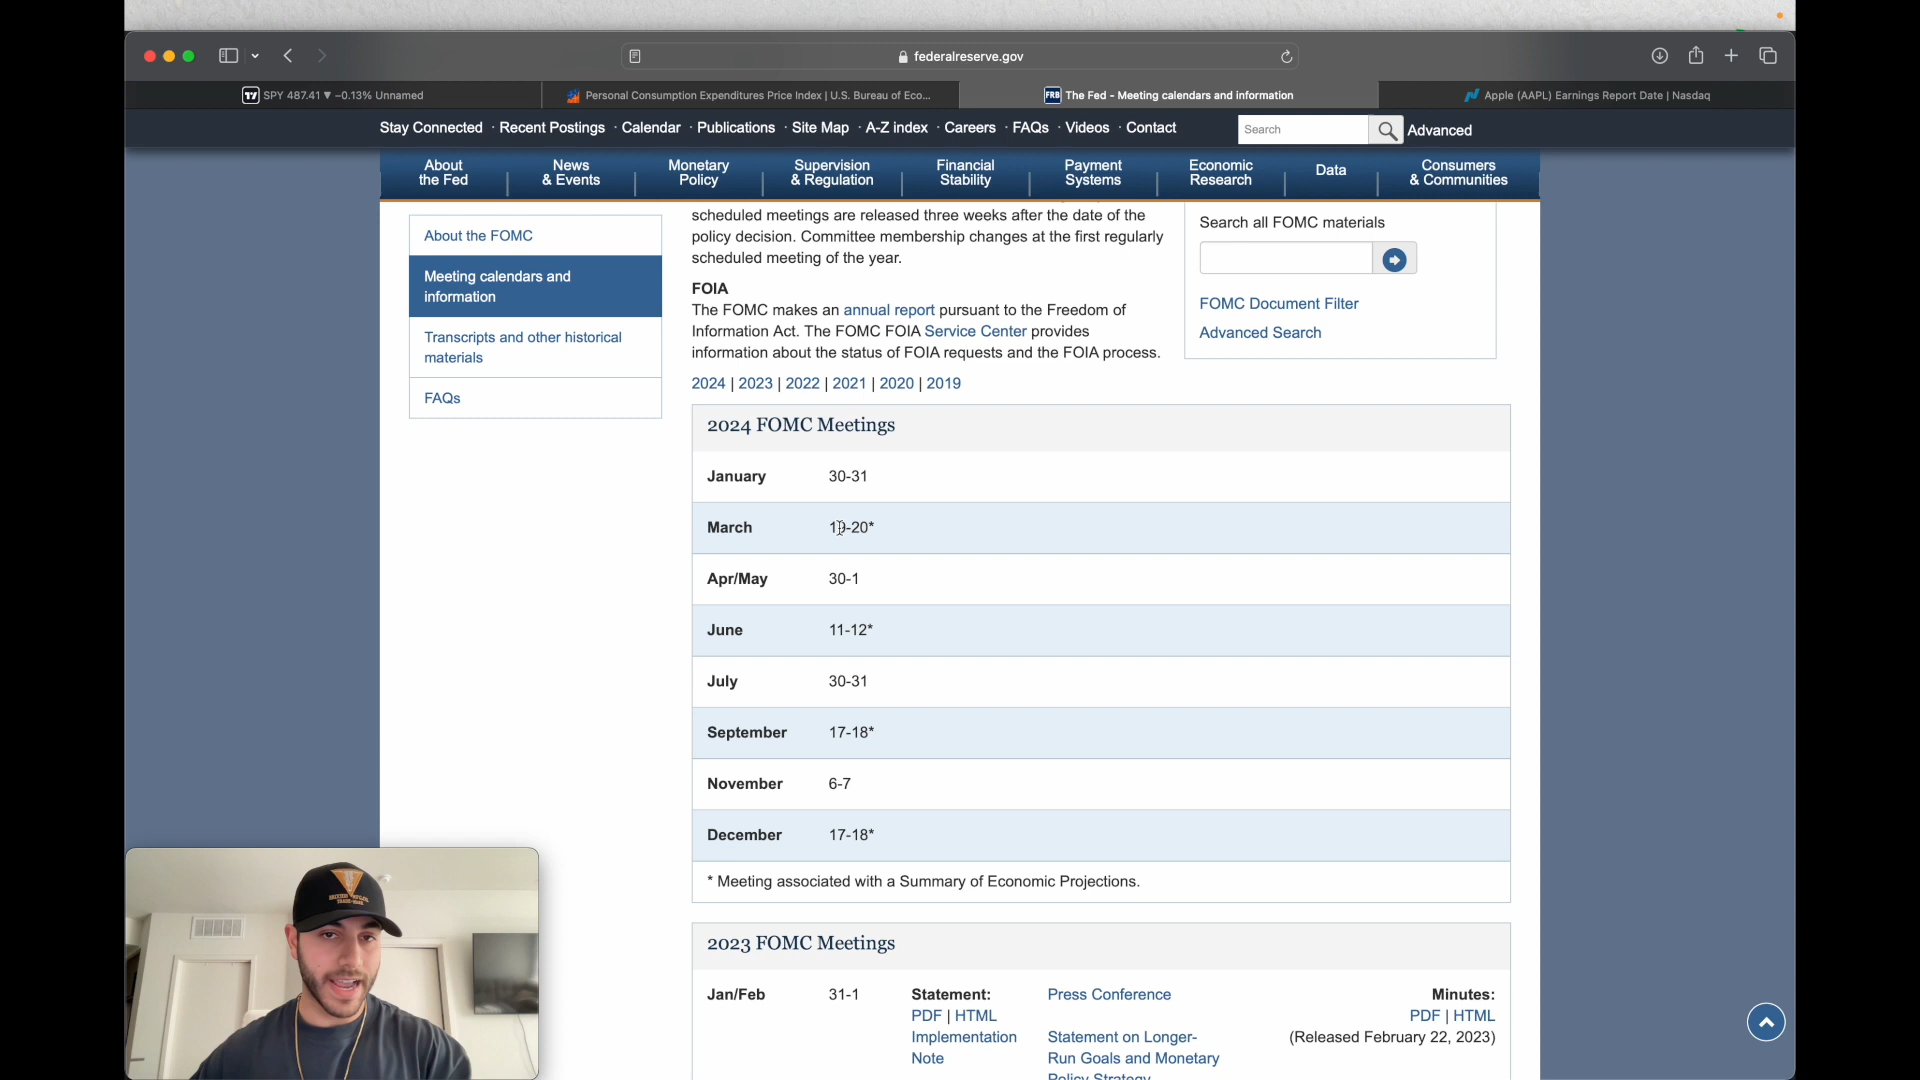 federalreserve.gov
SPY 487.41 ▼ −0.13% Unnamed
Personal Consumption Expenditures Price Index | U.S. Bureau of Eco...
FRB The Fed - Meeting calendars and information
Apple (AAPL) Earnings Report Date | Nasdaq
Stay Connected · Recent Postings · Calendar · Publications · Site Map · A-Z index · Careers · FAQs · Videos · Contact
Search
Advanced
About the Fed
News & Events
Monetary Policy
Supervision & Regulation
Financial Stability
Payment Systems
Economic Research
Data
Consumers & Communities
About the FOMC
Meeting calendars and
information
Transcripts and other historical
materials
FAQs
scheduled meetings are released three weeks after the date of the
policy decision. Committee membership changes at the first regularly
scheduled meeting of the year.
FOIA
The FOMC makes an annual report pursuant to the Freedom of
Information Act. The FOMC FOIA Service Center provides
information about the status of FOIA requests and the FOIA process.
Search all FOMC materials
FOMC Document Filter
Advanced Search
2024 | 2023 | 2022 | 2021 | 2020 | 2019
2024 FOMC Meetings
January 30-31
March 19-20*
Apr/May 30-1
June 11-12*
July 30-31
September 17-18*
November 6-7
December 17-18*
* Meeting associated with a Summary of Economic Projections.
2023 FOMC Meetings
Jan/Feb 31-1 Statement: Press Conference Minutes:
PDF | HTML PDF | HTML
Implementation Statement on Longer- (Released February 22, 2023)
Note Run Goals and Monetary
Policy Strategy